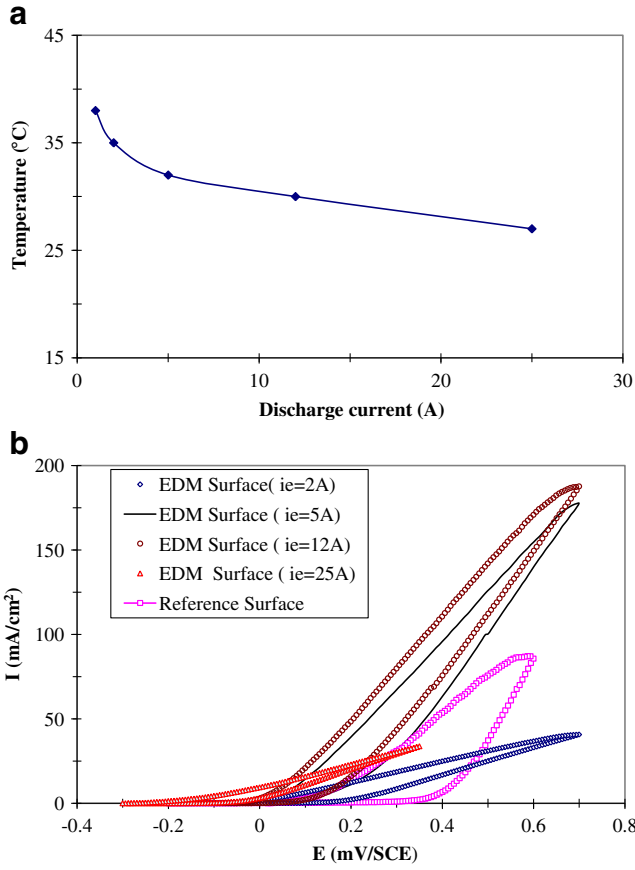 a
45
35
25
15
0
10
20
30
Temperature (°C)
Discharge current (A)
b
200
150
100
50
0
-0.4
-0.2
0
0.2
0.4
0.6
0.8
I (mA/cm²)
E (mV/SCE)
EDM Surface( ie=2A)
EDM Surface ( ie=5A)
EDM Surface ( ie=12A)
EDM Surface ( ie=25A)
Reference Surface